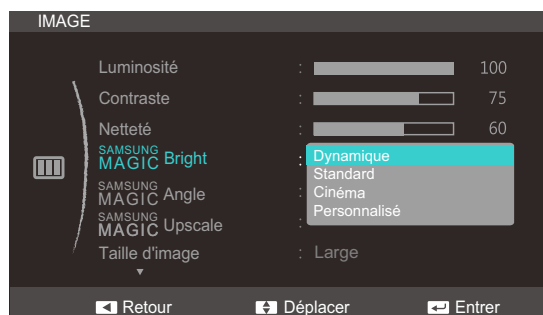 IMAGE
Luminosité : 100
Contraste : 75
Netteté : 60
SAMSUNG MAGIC Bright :
Dynamique
Standard
Cinéma
Personnalisé
SAMSUNG MAGIC Angle :
SAMSUNG MAGIC Upscale :
Taille d'image : Large
Retour Déplacer Entrer